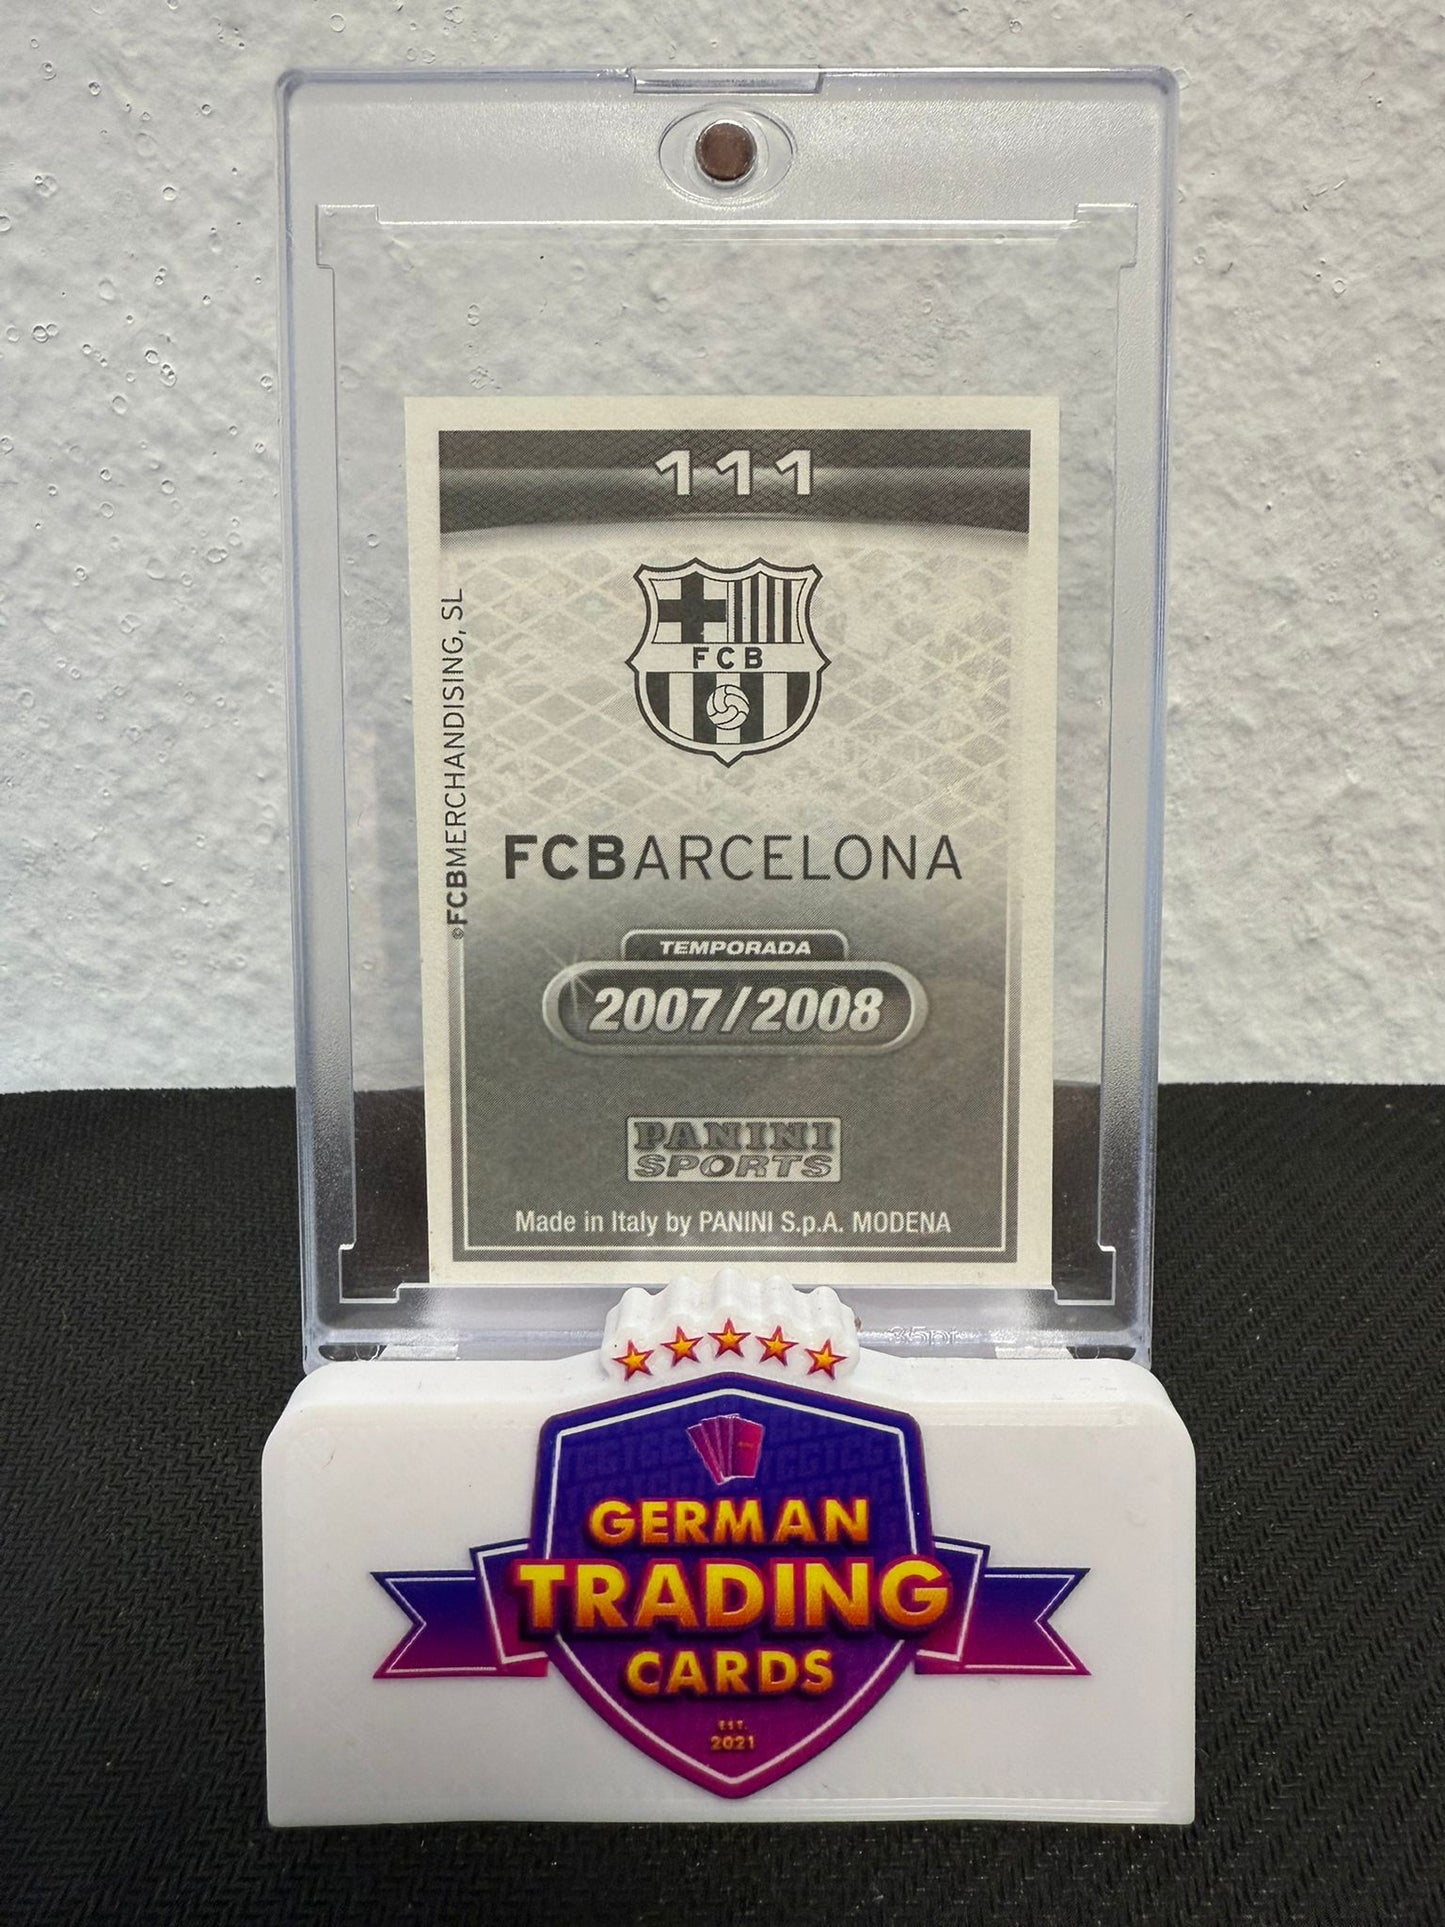 111
FCB
©FCBMERCHANDISING, SL
FCBARCELONA
TEMPORADA
2007/2008
PANINI
SPORTS
Made in Italy by PANINI S.p.A. MODENA
35pt
GERMAN
TRADING
CARDS
EST.
2021